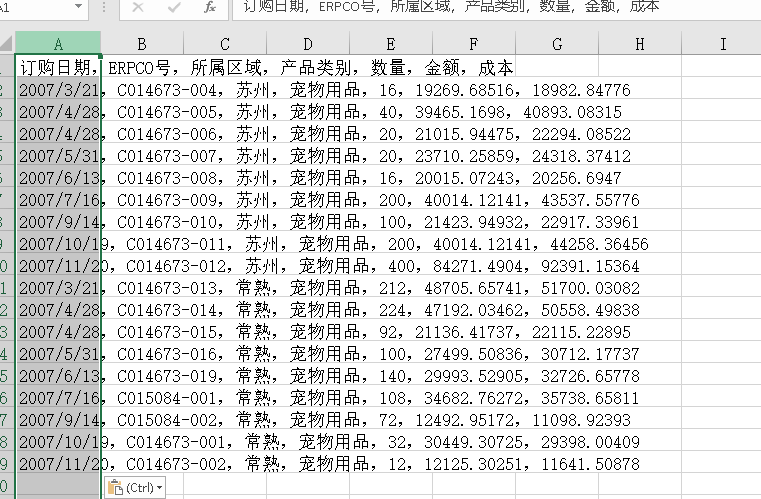 A1
fx
订购日期，ERPCO号，所属区域，产品类别，数量，金额，成本
A B C D E F G H I
订购日期，ERPCO号，所属区域，产品类别，数量，金额，成本
2 2007/3/21，C014673-004，苏州，宠物用品，16，19269.68516，18982.84776
3 2007/4/28，C014673-005，苏州，宠物用品，40，39465.1698，40893.08315
4 2007/4/28，C014673-006，苏州，宠物用品，20，21015.94475，22294.08522
5 2007/5/31，C014673-007，苏州，宠物用品，20，23710.25859，24318.37412
6 2007/6/13，C014673-008，苏州，宠物用品，16，20015.07243，20256.6947
7 2007/7/16，C014673-009，苏州，宠物用品，200，40014.12141，43537.55776
8 2007/9/14，C014673-010，苏州，宠物用品，100，21423.94932，22917.33961
9 2007/10/19，C014673-011，苏州，宠物用品，200，40014.12141，44258.36456
0 2007/11/20，C014673-012，苏州，宠物用品，400，84271.4904，92391.15364
1 2007/3/21，C014673-013，常熟，宠物用品，212，48705.65741，51700.03082
2 2007/4/28，C014673-014，常熟，宠物用品，224，47192.03462，50558.49838
3 2007/4/28，C014673-015，常熟，宠物用品，92，21136.41737，22115.22895
4 2007/5/31，C014673-016，常熟，宠物用品，100，27499.50836，30712.17737
5 2007/6/13，C014673-019，常熟，宠物用品，140，29993.52905，32726.65778
6 2007/7/16，C015084-001，常熟，宠物用品，108，34682.76272，35738.65811
7 2007/9/14，C015084-002，常熟，宠物用品，72，12492.95172，11098.92393
8 2007/10/19，C014673-001，常熟，宠物用品，32，30449.30725，29398.00409
9 2007/11/20，C014673-002，常熟，宠物用品，12，12125.30251，11641.50878
0
(Ctrl)